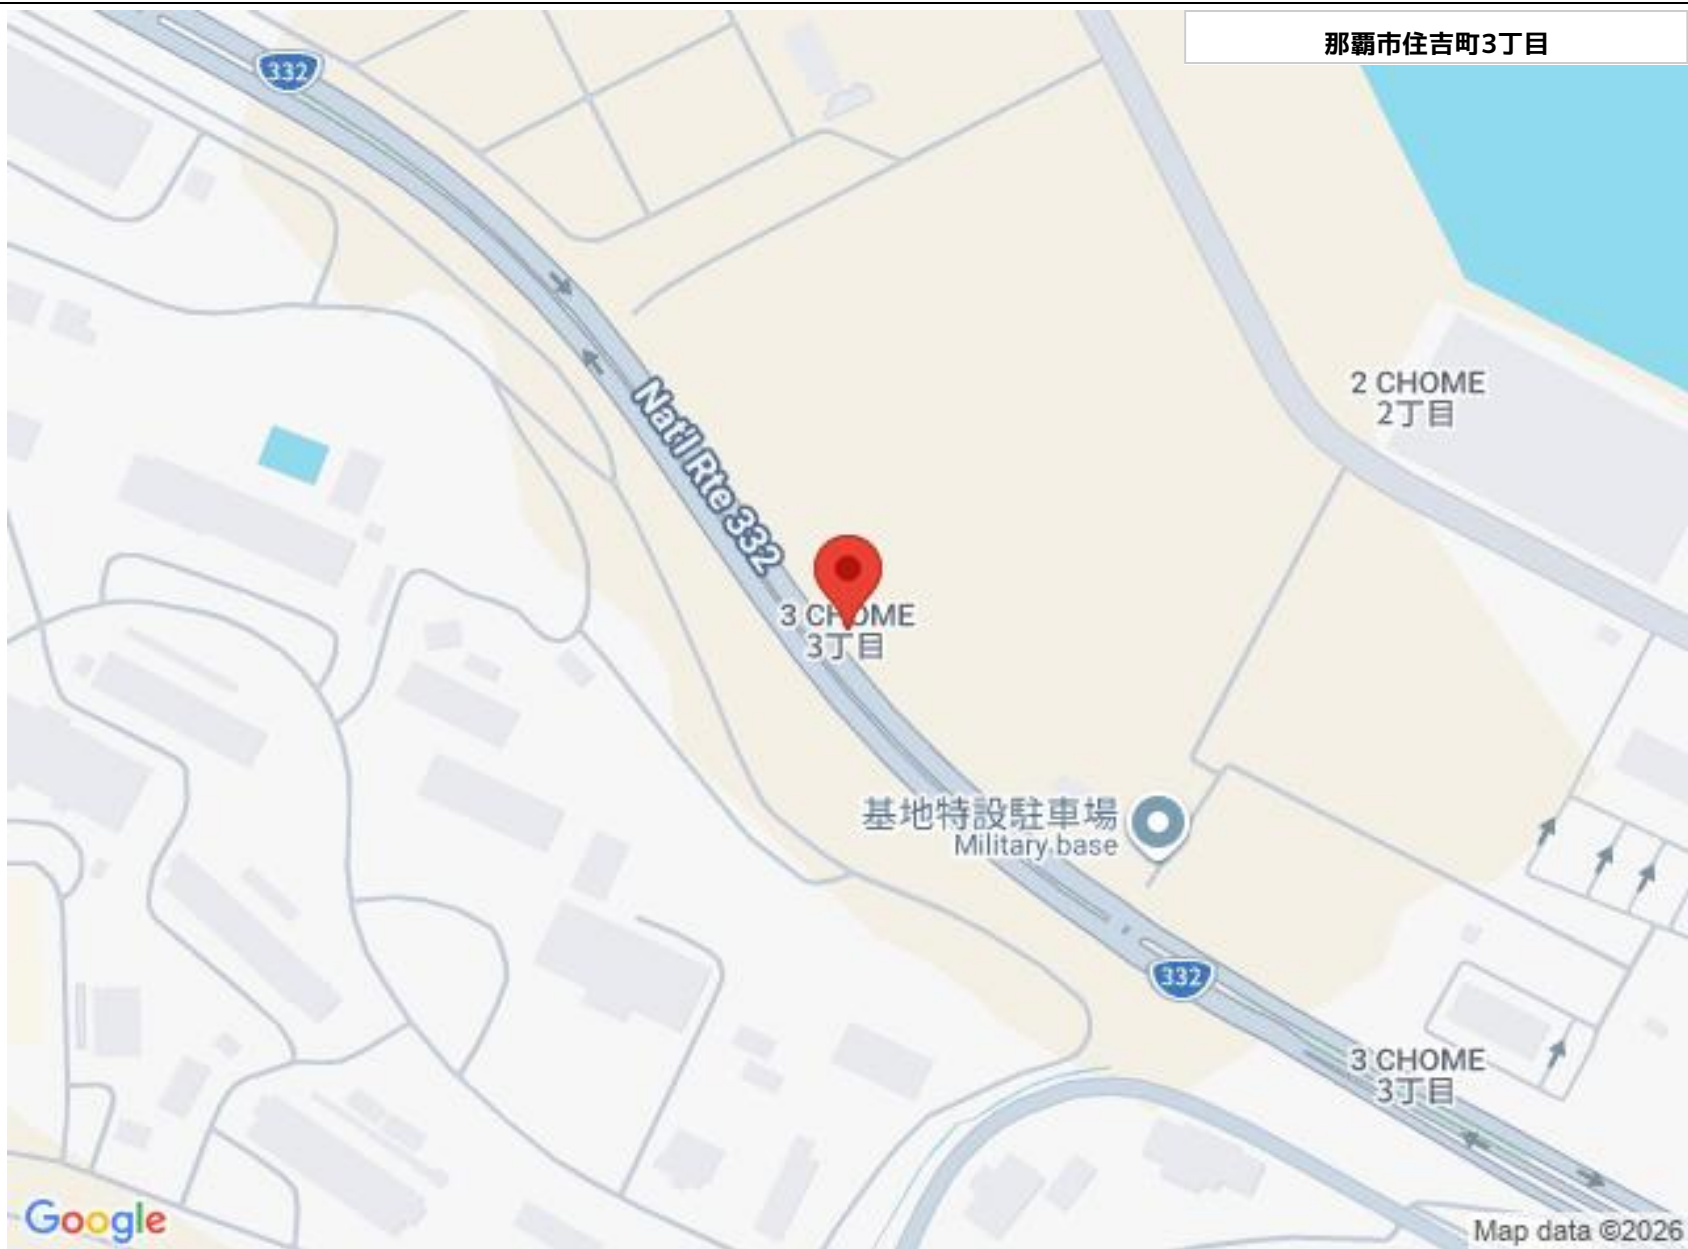 那覇市住吉町3丁目
332
2 CHOME
2丁目
Nat'l Rte 332
3 CHOME
3丁目
基地特設駐車場
Military base
332
3 CHOME
3丁目
Google
Map data ©2026